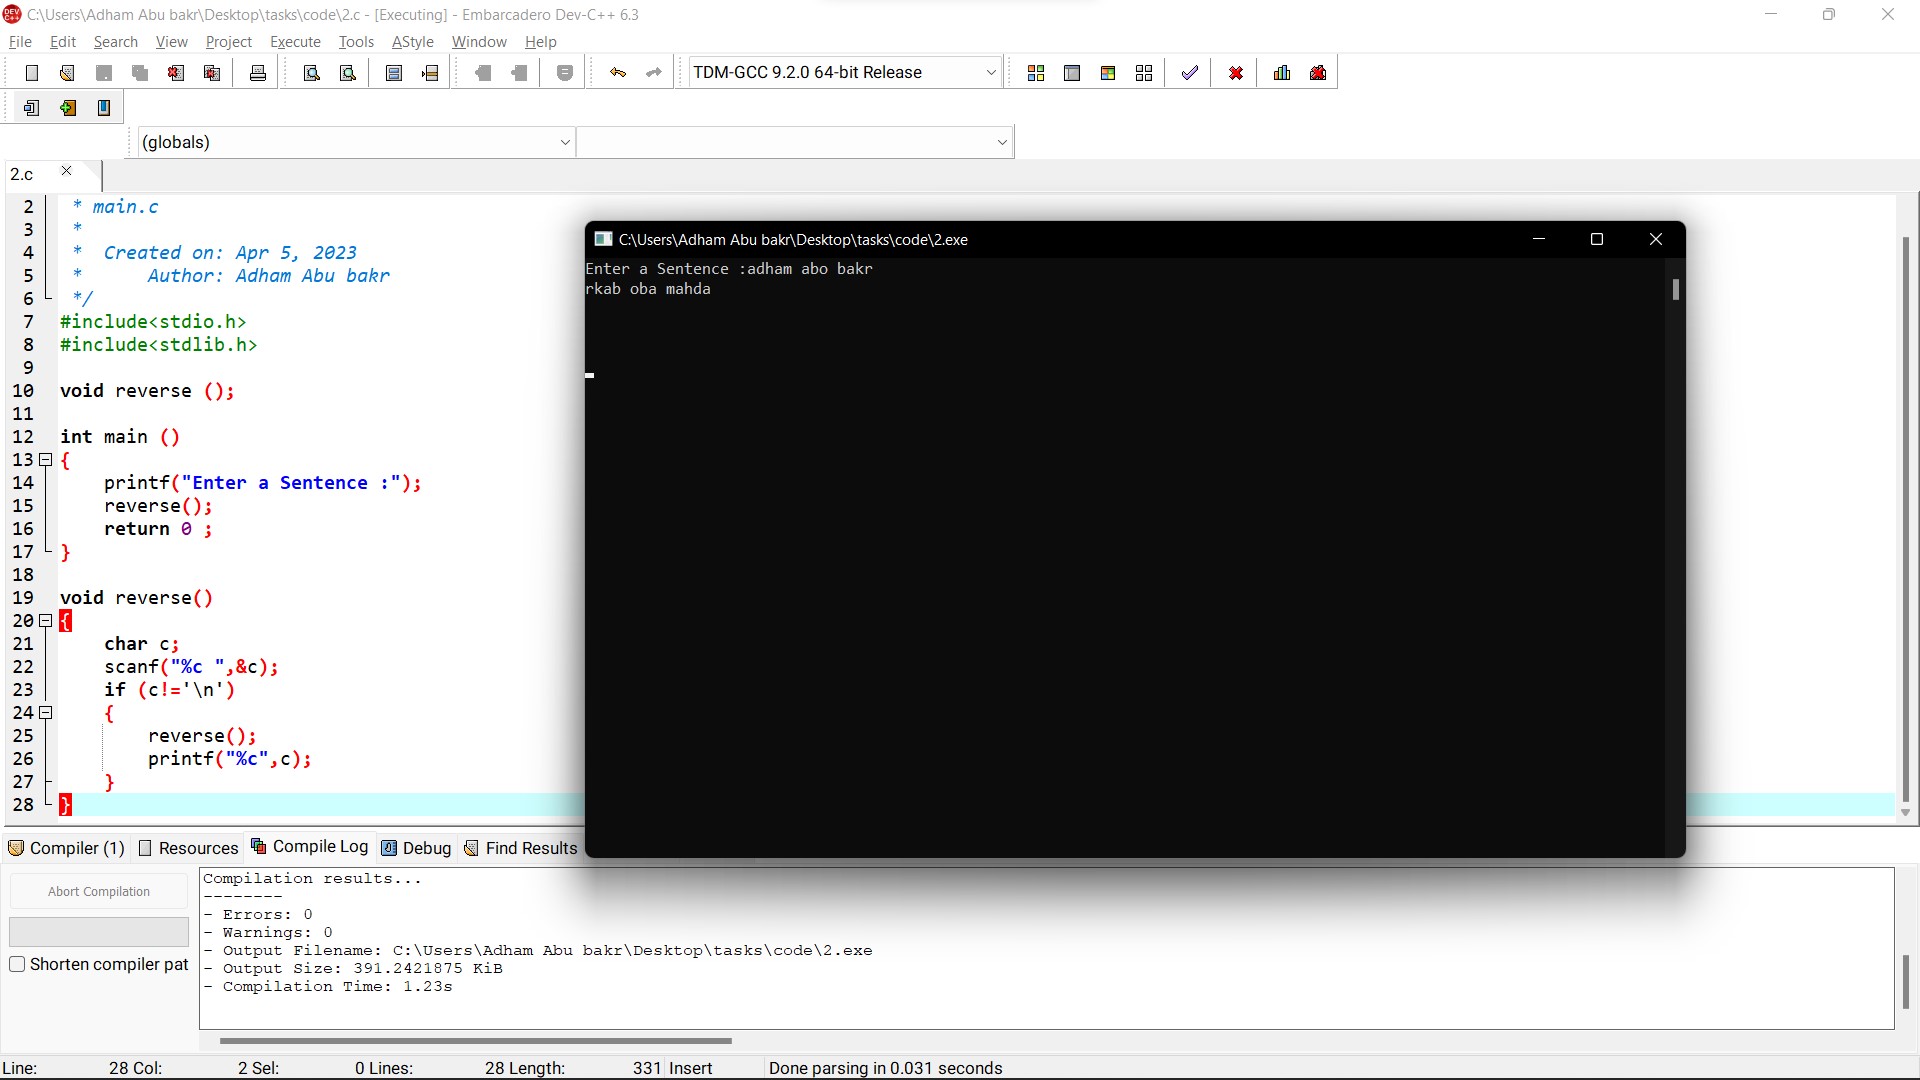 C:\Users\Adham Abu bakr\Desktop\tasks\code\2.c - [Executing] - Embarcadero Dev-C++ 6.3
File Edit Search View Project Execute Tools AStyle Window Help
TDM-GCC 9.2.0 64-bit Release
(globals)
2.c
2 * main.c
3 *
4 * Created on: Apr 5, 2023
5 * Author: Adham Abu bakr
6 */
7 #include<stdio.h>
8 #include<stdlib.h>
9
10 void reverse ();
11
12 int main ()
13 {
14 printf("Enter a Sentence :");
15 reverse();
16 return 0 ;
17 }
18
19 void reverse()
20 {
21 char c;
22 scanf("%c ",&c);
23 if (c!='\n')
24 {
25 reverse();
26 printf("%c",c);
27 }
28 }
C:\Users\Adham Abu bakr\Desktop\tasks\code\2.exe
Enter a Sentence :adham abo bakr
rkab oba mahda
Compiler (1) Resources Compile Log Debug Find Results
Abort Compilation
Shorten compiler pat
Compilation results...
--------
- Errors: 0
- Warnings: 0
- Output Filename: C:\Users\Adham Abu bakr\Desktop\tasks\code\2.exe
- Output Size: 391.2421875 KiB
- Compilation Time: 1.23s
Line: 28 Col: 2 Sel: 0 Lines: 28 Length: 331 Insert Done parsing in 0.031 seconds